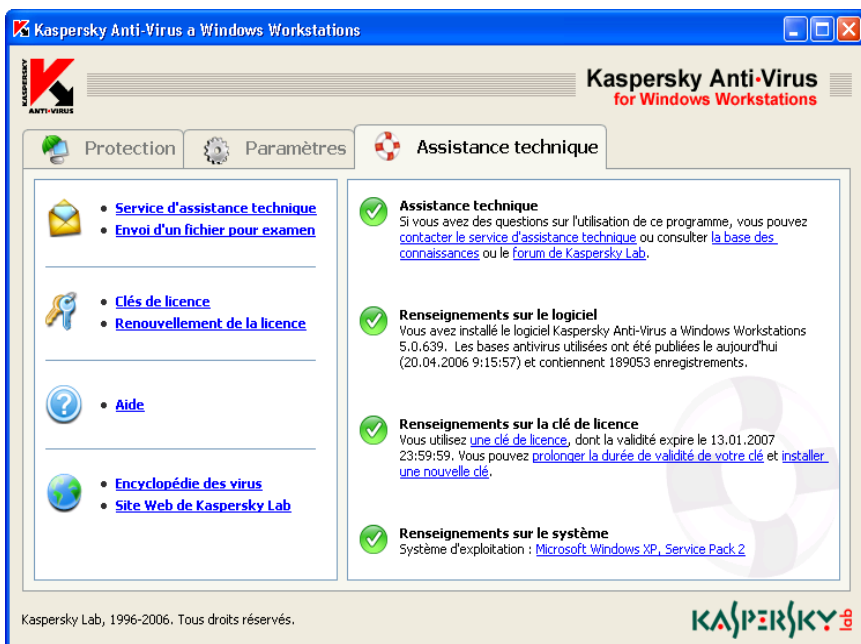 Kaspersky Anti-Virus a Windows Workstations
KASPERSKY
ANTI-VIRUS
Kaspersky Anti-Virus
for Windows Workstations
Protection
Paramètres
Assistance technique
Service d'assistance technique
Envoi d'un fichier pour examen
Clés de licence
Renouvellement de la licence
Aide
Encyclopédie des virus
Site Web de Kaspersky Lab
Assistance technique
Si vous avez des questions sur l'utilisation de ce programme, vous pouvez
contacter le service d'assistance technique ou consulter la base des
connaissances ou le forum de Kaspersky Lab.
Renseignements sur le logiciel
Vous avez installé le logiciel Kaspersky Anti-Virus a Windows Workstations
5.0.639. Les bases antivirus utilisées ont été publiées le aujourd'hui
(20.04.2006 9:15:57) et contiennent 189053 enregistrements.
Renseignements sur la clé de licence
Vous utilisez une clé de licence, dont la validité expire le 13.01.2007
23:59:59. Vous pouvez prolonger la durée de validité de votre clé et installer
une nouvelle clé.
Renseignements sur le système
Système d'exploitation : Microsoft Windows XP, Service Pack 2
Kaspersky Lab, 1996-2006. Tous droits réservés.
KASPERSKY lab